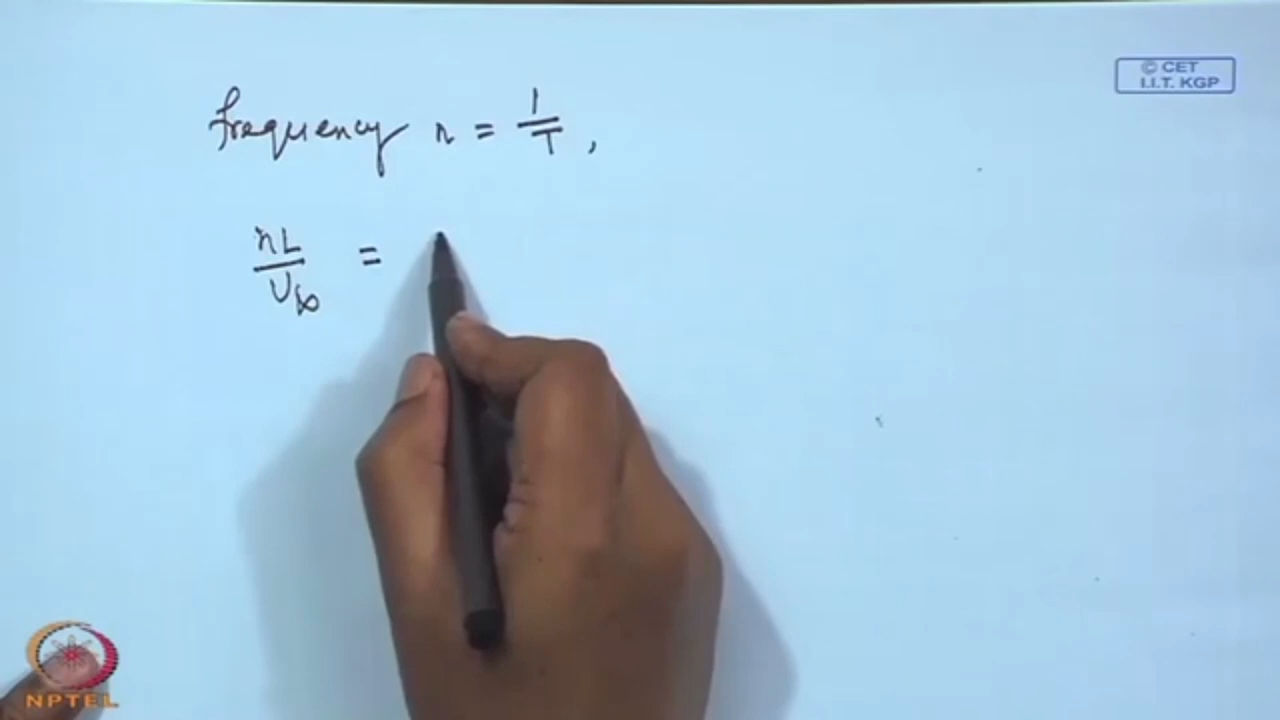 © CET
I.I.T. KGP
frequency n = 1/T ,
nL/U∞ =
NPTEL